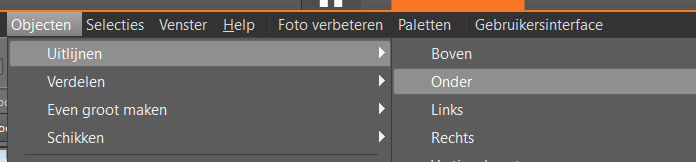 Objecten Selecties Venster Help Foto verbeteren Paletten Gebruikersinterface
Uitlijnen
Verdelen
Even groot maken
Schikken
Boven
Onder
Links
Rechts